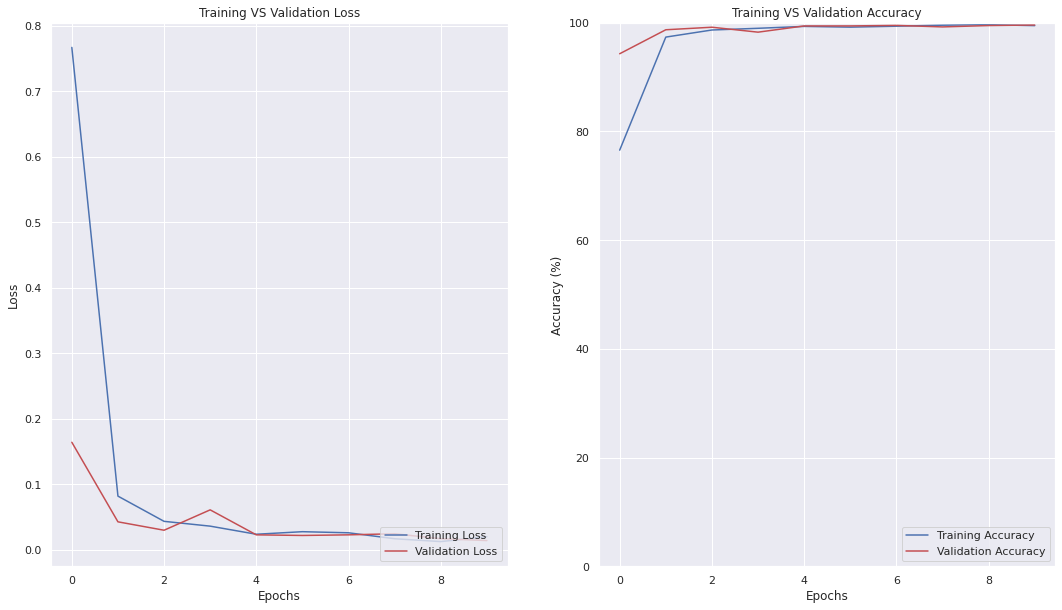 Training VS Validation Loss
0.8
0.7
0.6
0.5
0.4
0.3
0.2
0.1
0.0
Loss
0 2 4 6 8
Epochs
Training Loss
Validation Loss
Training VS Validation Accuracy
100
80
60
40
20
0
Accuracy (%)
0 2 4 6 8
Epochs
Training Accuracy
Validation Accuracy